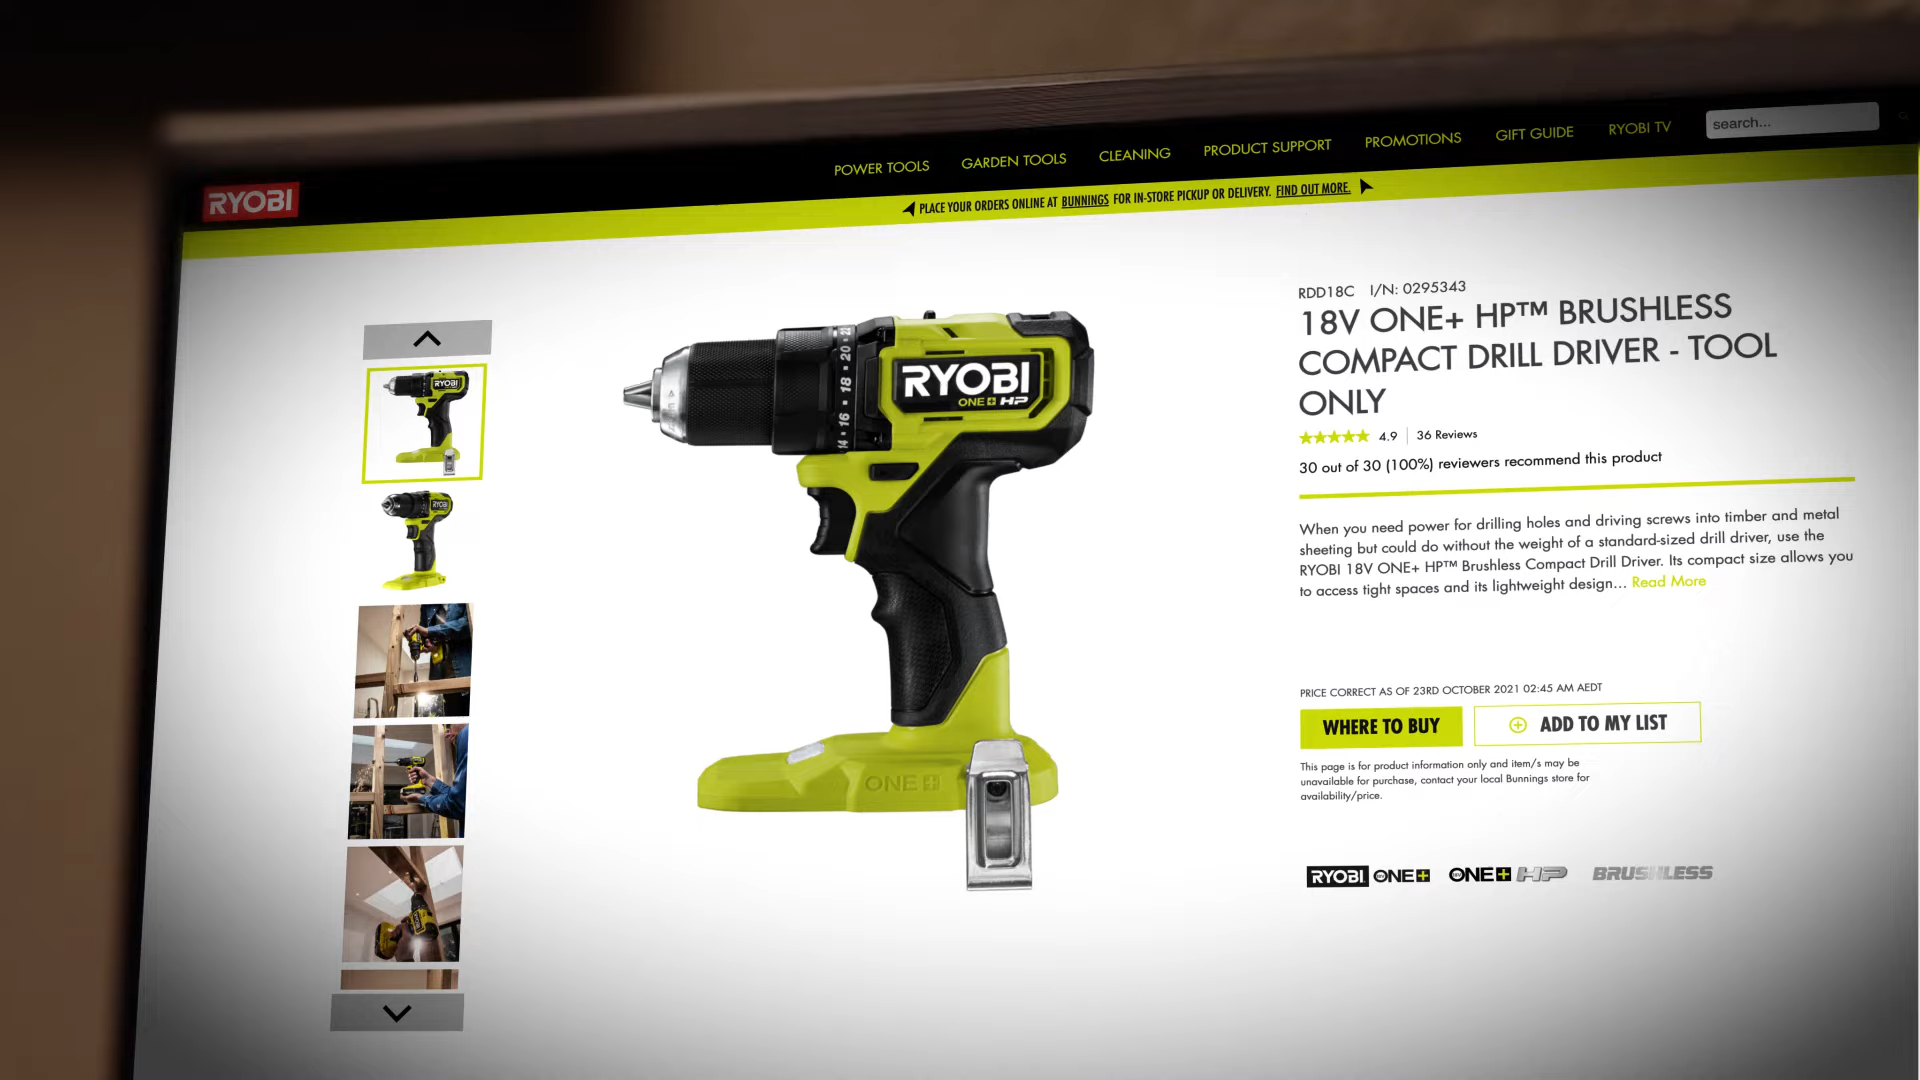 RYOBI
POWER TOOLS
GARDEN TOOLS
CLEANING
PRODUCT SUPPORT
PROMOTIONS
GIFT GUIDE
RYOBI TV
search...
PLACE YOUR ORDERS ONLINE AT BUNNINGS FOR IN-STORE PICKUP OR DELIVERY. FIND OUT MORE.
RYOBI
RYOBI
RYOBI
RYOBI
ONE+ HP
14 16 18 20 22
ONE+
RDD18C I/N: 0295343
18V ONE+ HP™ BRUSHLESS
COMPACT DRILL DRIVER - TOOL
ONLY
4.9 36 Reviews
30 out of 30 (100%) reviewers recommend this product
When you need power for drilling holes and driving screws into timber and metal
sheeting but could do without the weight of a standard-sized drill driver, use the
RYOBI 18V ONE+ HP™ Brushless Compact Drill Driver. Its compact size allows you
to access tight spaces and its lightweight design... Read More
PRICE CORRECT AS OF 23RD OCTOBER 2021 02:45 AM AEDT
WHERE TO BUY
ADD TO MY LIST
This page is for product information only and item/s may be
unavailable for purchase, contact your local Bunnings store for
availability/price.
RYOBI ONE+
ONE+ HP
BRUSHLESS